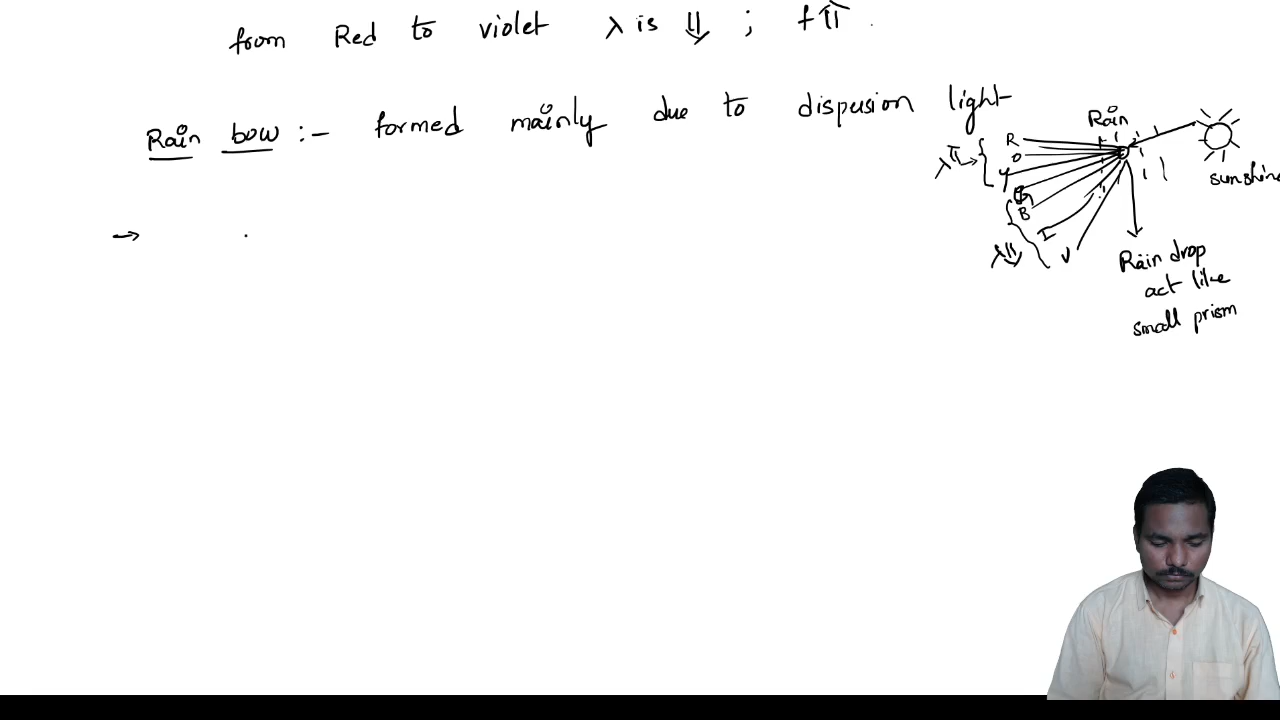 from Red to violet λ is ⇓ ; f ⇑
Rain bow :- formed mainly due to dispusion light
Rain
R
O
Y
G
B
I
V
λ⇑ →
λ⇓
sunshine
→
Rain drop
act like
small prism